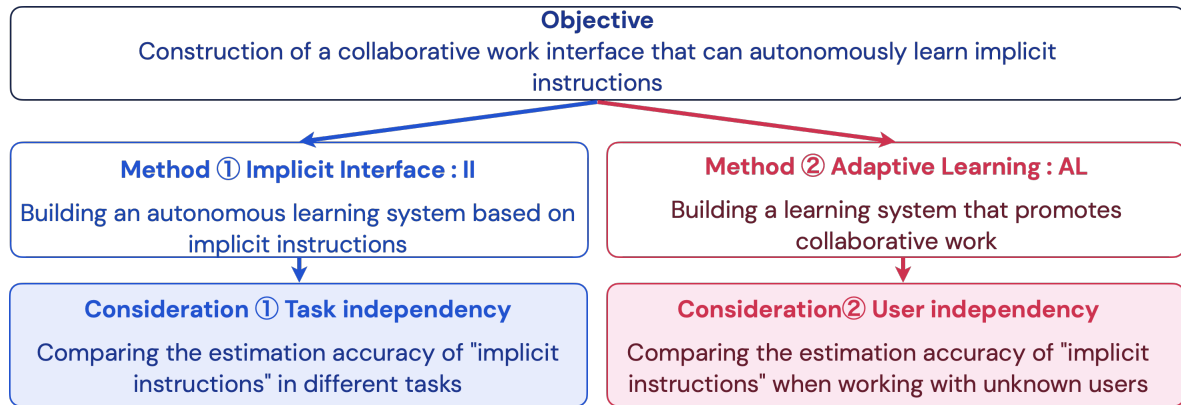 Objective
Construction of a collaborative work interface that can autonomously learn implicit
instructions
Method ① Implicit Interface : II
Building an autonomous learning system based on
implicit instructions
Method ② Adaptive Learning : AL
Building a learning system that promotes
collaborative work
Consideration ① Task independency
Comparing the estimation accuracy of "implicit
instructions" in different tasks
Consideration② User independency
Comparing the estimation accuracy of "implicit
instructions" when working with unknown users